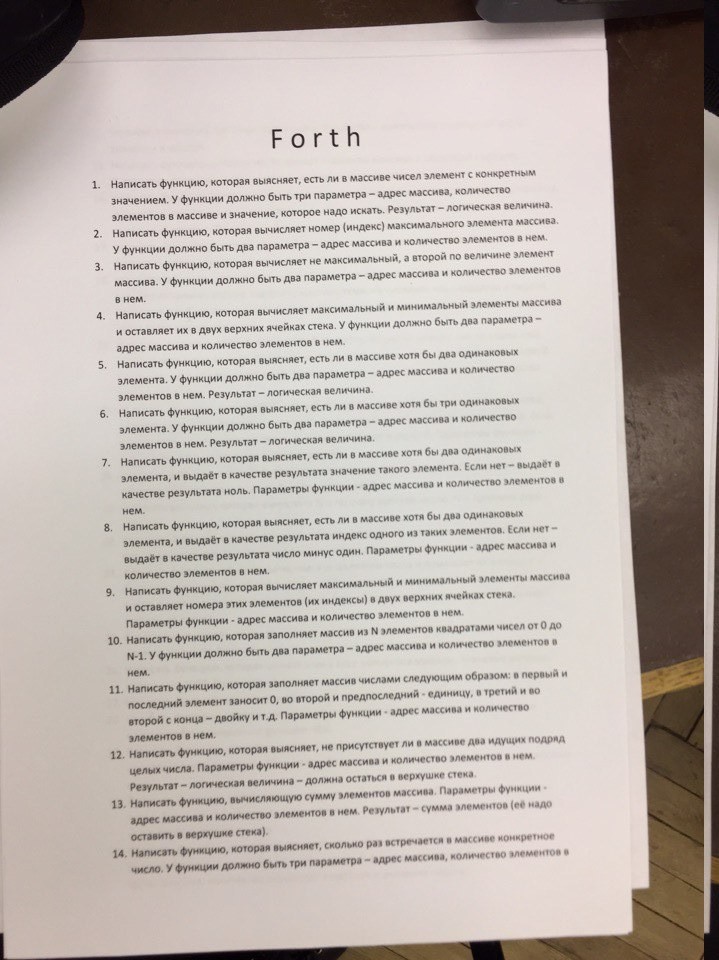 Forth
1. Написать функцию, которая выясняет, есть ли в массиве чисел элемент с конкретным
значением. У функции должно быть три параметра – адрес массива, количество
элементов в массиве и значение, которое надо искать. Результат – логическая величина.
2. Написать функцию, которая вычисляет номер (индекс) максимального элемента массива.
У функции должно быть два параметра – адрес массива и количество элементов в нем.
3. Написать функцию, которая вычисляет не максимальный, а второй по величине элемент
массива. У функции должно быть два параметра – адрес массива и количество элементов
в нем.
4. Написать функцию, которая вычисляет максимальный и минимальный элементы массива
и оставляет их в двух верхних ячейках стека. У функции должно быть два параметра –
адрес массива и количество элементов в нем.
5. Написать функцию, которая выясняет, есть ли в массиве хотя бы два одинаковых
элемента. У функции должно быть два параметра – адрес массива и количество
элементов в нем. Результат – логическая величина.
6. Написать функцию, которая выясняет, есть ли в массиве хотя бы три одинаковых
элемента. У функции должно быть два параметра – адрес массива и количество
элементов в нем. Результат – логическая величина.
7. Написать функцию, которая выясняет, есть ли в массиве хотя бы два одинаковых
элемента, и выдаёт в качестве результата значение такого элемента. Если нет – выдаёт в
качестве результата ноль. Параметры функции - адрес массива и количество элементов в
нем.
8. Написать функцию, которая выясняет, есть ли в массиве хотя бы два одинаковых
элемента, и выдаёт в качестве результата индекс одного из таких элементов. Если нет –
выдаёт в качестве результата число минус один. Параметры функции - адрес массива и
количество элементов в нем.
9. Написать функцию, которая вычисляет максимальный и минимальный элементы массива
и оставляет номера этих элементов (их индексы) в двух верхних ячейках стека.
Параметры функции - адрес массива и количество элементов в нем.
10. Написать функцию, которая заполняет массив из N элементов квадратами чисел от 0 до
N-1. У функции должно быть два параметра – адрес массива и количество элементов в
нем.
11. Написать функцию, которая заполняет массив числами следующим образом: в первый и
последний элемент заносит 0, во второй и предпоследний - единицу, в третий и во
второй с конца – двойку и т.д. Параметры функции - адрес массива и количество
элементов в нем.
12. Написать функцию, которая выясняет, не присутствует ли в массиве два идущих подряд
целых числа. Параметры функции - адрес массива и количество элементов в нем.
Результат – логическая величина – должна остаться в верхушке стека.
13. Написать функцию, вычисляющую сумму элементов массива. Параметры функции -
адрес массива и количество элементов в нем. Результат – сумма элементов (её надо
оставить в верхушке стека).
14. Написать функцию, которая выясняет, сколько раз встречается в массиве конкретное
число. У функции должно быть три параметра – адрес массива, количество элементов в